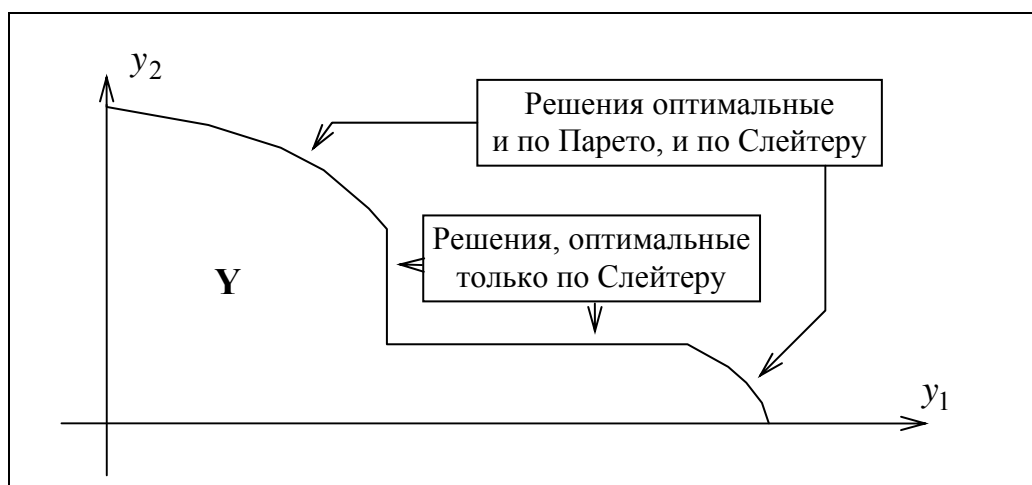 y2
Решения оптимальные
и по Парето, и по Слейтеру
Решения, оптимальные
только по Слейтеру
Y
y1